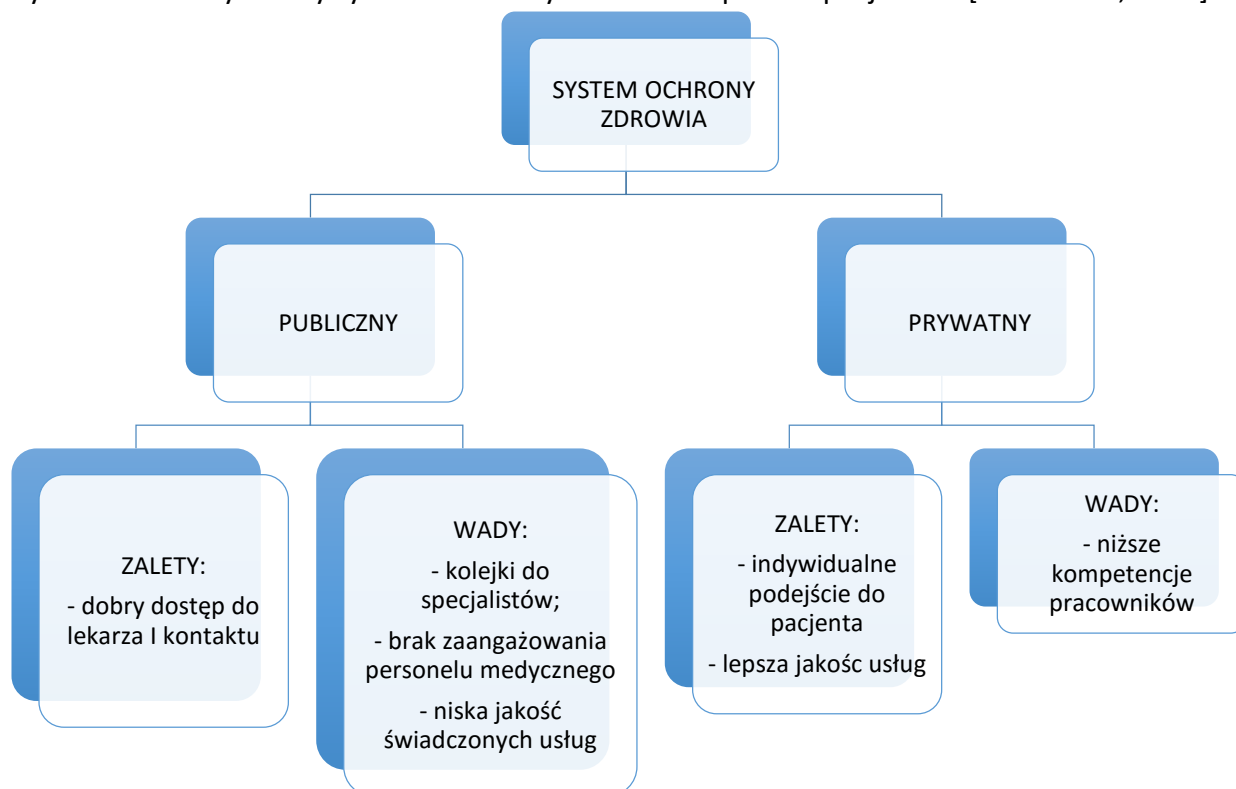 SYSTEM OCHRONY
ZDROWIA
PUBLICZNY
PRYWATNY
ZALETY:
- dobry dostęp do
lekarza I kontaktu
WADY:
- kolejki do
specjalistów;
- brak zaangażowania
personelu medycznego
- niska jakość
świadczonych usług
ZALETY:
- indywidualne
podejście do
pacjenta
- lepsza jakośc usług
WADY:
- niższe
kompetencje
pracowników